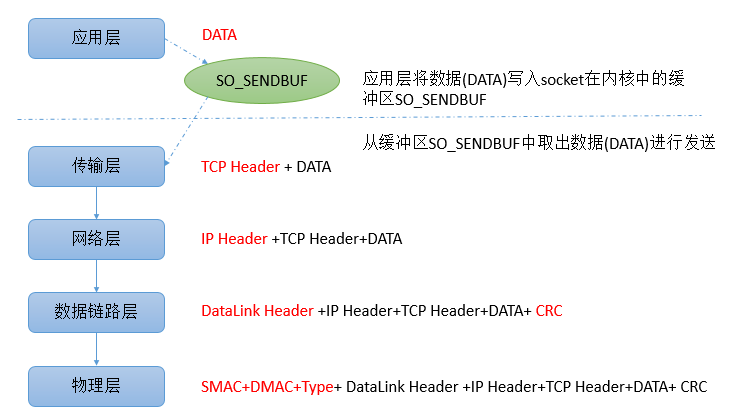 应用层
DATA
SO_SENDBUF
应用层将数据(DATA)写入socket在内核中的缓
冲区SO_SENDBUF
从缓冲区SO_SENDBUF中取出数据(DATA)进行发送
传输层
TCP Header + DATA
网络层
IP Header +TCP Header+DATA
数据链路层
DataLink Header +IP Header+TCP Header+DATA+ CRC
物理层
SMAC+DMAC+Type+ DataLink Header +IP Header+TCP Header+DATA+ CRC